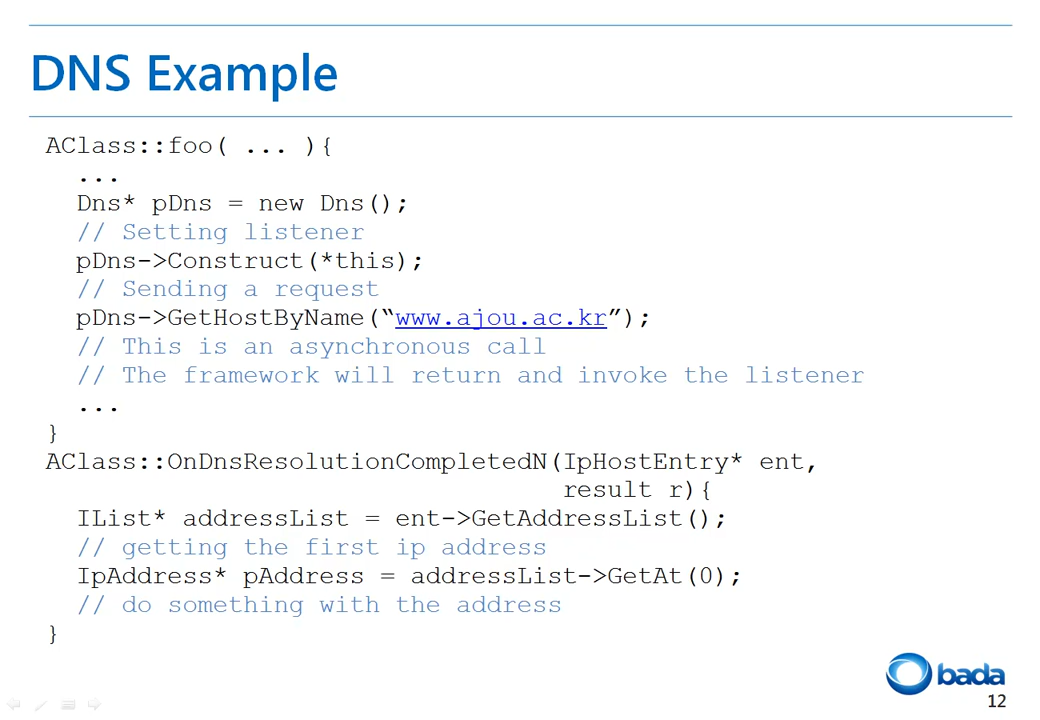 DNS Example
AClass::foo( ... ){
...
Dns* pDns = new Dns();
// Setting listener
pDns->Construct(*this);
// Sending a request
pDns->GetHostByName(“www.ajou.ac.kr”);
// This is an asynchronous call
// The framework will return and invoke the listener
...
}
AClass::OnDnsResolutionCompletedN(IpHostEntry* ent,
result r){
IList* addressList = ent->GetAddressList();
// getting the first ip address
IpAddress* pAddress = addressList->GetAt(0);
// do something with the address
}
bada
12